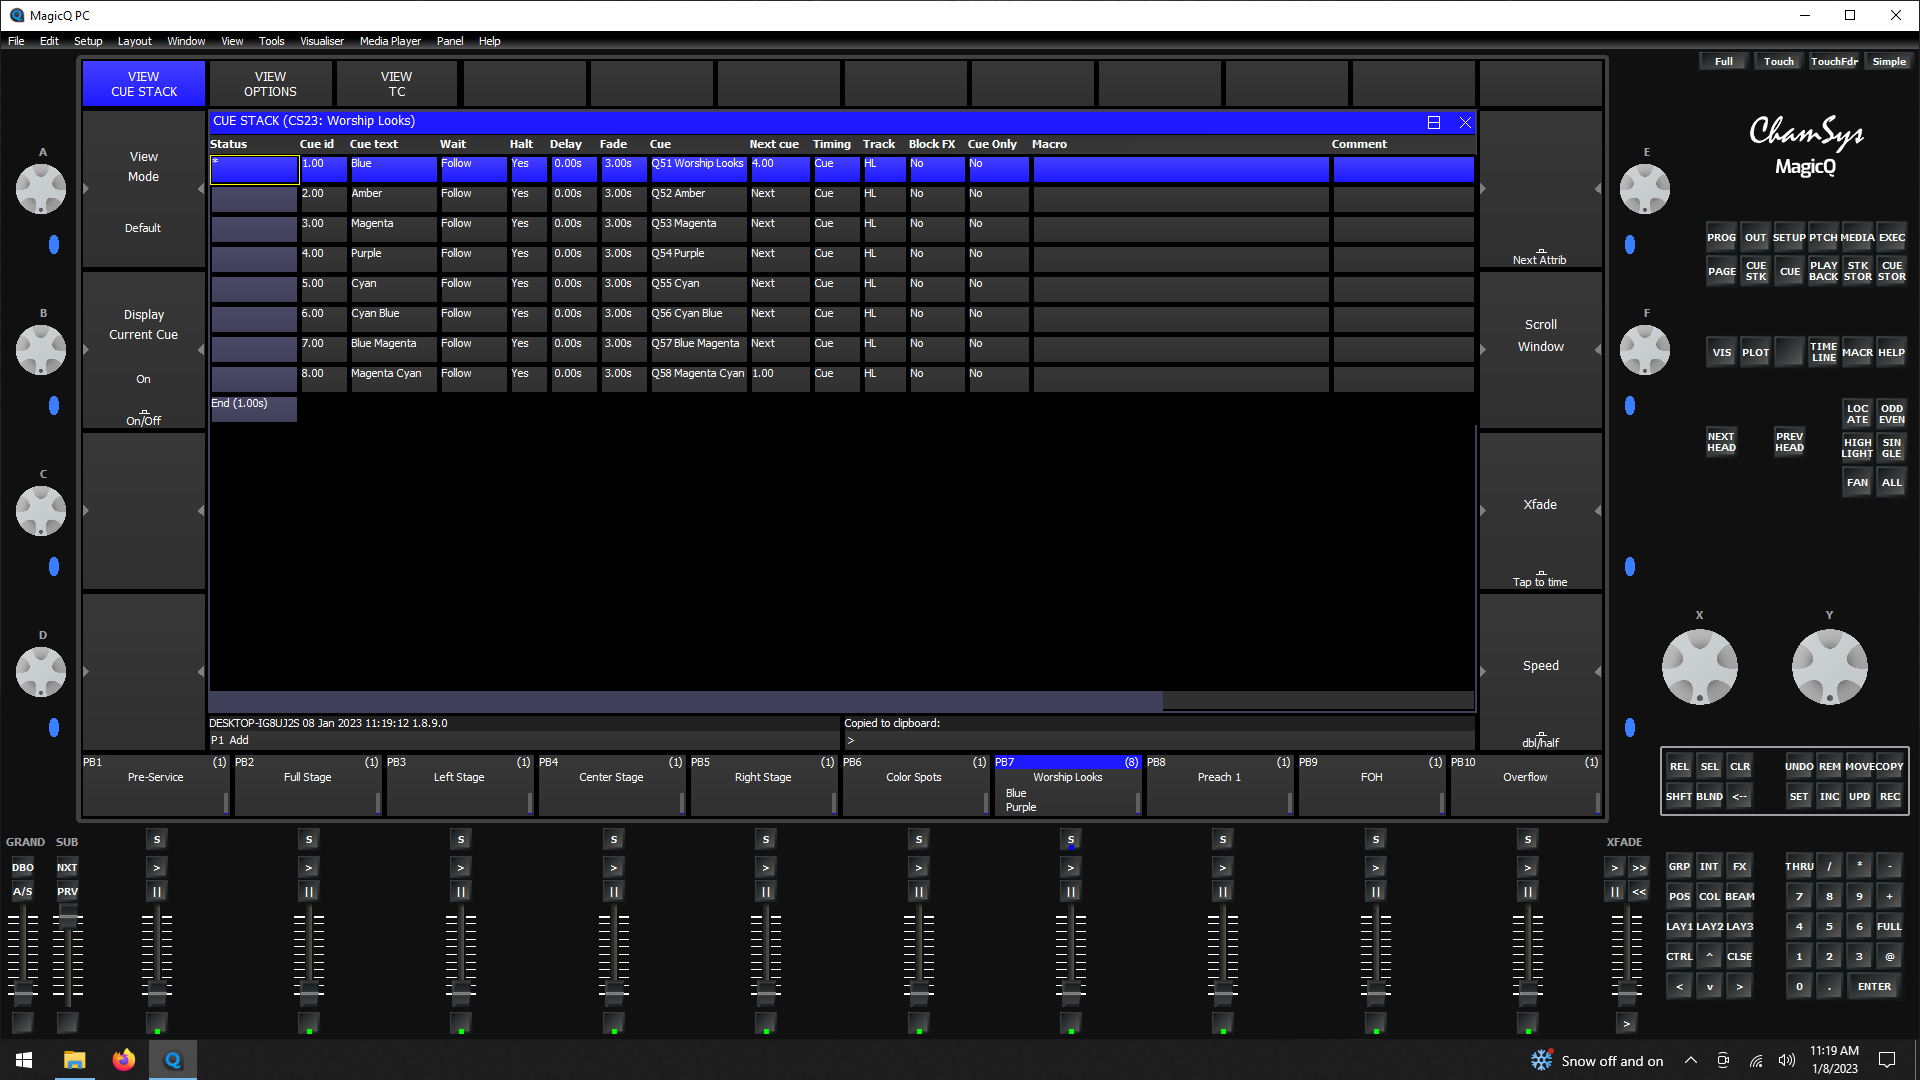 MagicQ PC
File Edit Setup Layout Window View Tools Visualiser Media Player Panel Help
VIEW CUE STACK
VIEW OPTIONS
VIEW TC
Full Touch TouchFdr Simple
CUE STACK (CS23: Worship Looks)
Status Cue id Cue text Wait Halt Delay Fade Cue Next cue Timing Track Block FX Cue Only Macro Comment
* 1.00 Blue Follow Yes 0.00s 3.00s Q51 Worship Looks 4.00 Cue HL No No
2.00 Amber Follow Yes 0.00s 3.00s Q52 Amber Next Cue HL No No
3.00 Magenta Follow Yes 0.00s 3.00s Q53 Magenta Next Cue HL No No
4.00 Purple Follow Yes 0.00s 3.00s Q54 Purple Next Cue HL No No
5.00 Cyan Follow Yes 0.00s 3.00s Q55 Cyan Next Cue HL No No
6.00 Cyan Blue Follow Yes 0.00s 3.00s Q56 Cyan Blue Next Cue HL No No
7.00 Blue Magenta Follow Yes 0.00s 3.00s Q57 Blue Magenta Next Cue HL No No
8.00 Magenta Cyan Follow Yes 0.00s 3.00s Q58 Magenta Cyan 1.00 Cue HL No No
End (1.00s)
A
View
Mode
Default
B
Display
Current Cue
On
On/Off
C
D
E
Next Attrib
F
Scroll
Window
Xfade
Tap to time
Speed
dbl/half
ChamSys
MagicQ
PROG OUT SETUP PTCH MEDIA EXEC
PAGE CUE STK CUE PLAY BACK STK STOR CUE STOR
VIS PLOT TIME LINE MACR HELP
LOC ATE ODD EVEN
NEXT HEAD PREV HEAD HIGH LIGHT SIN GLE
FAN ALL
X Y
DESKTOP-IG8UJ2S 08 Jan 2023 11:19:12 1.8.9.0
Copied to clipboard:
P1 Add
>
PB1 (1) PB2 (1) PB3 (1) PB4 (1) PB5 (1) PB6 (1) PB7 (8) PB8 (1) PB9 (1) PB10 (1)
Pre-Service Full Stage Left Stage Center Stage Right Stage Color Spots Worship Looks Preach 1 FOH Overflow
Blue
Purple
REL SEL CLR UNDO REM MOVE COPY
SHFT BLND <-- SET INC UPD REC
GRAND SUB S S S S S S S S S S XFADE
DBO NXT > > > > > > > > > > > >>
A/S PRV || || || || || || || || || || || <<
>
GRP INT FX THRU / * -
POS COL BEAM 7 8 9 +
LAY1 LAY2 LAY3 4 5 6 FULL
CTRL ^ CLSE 1 2 3 @
< v > 0 . ENTER
Snow off and on
11:19 AM
1/8/2023